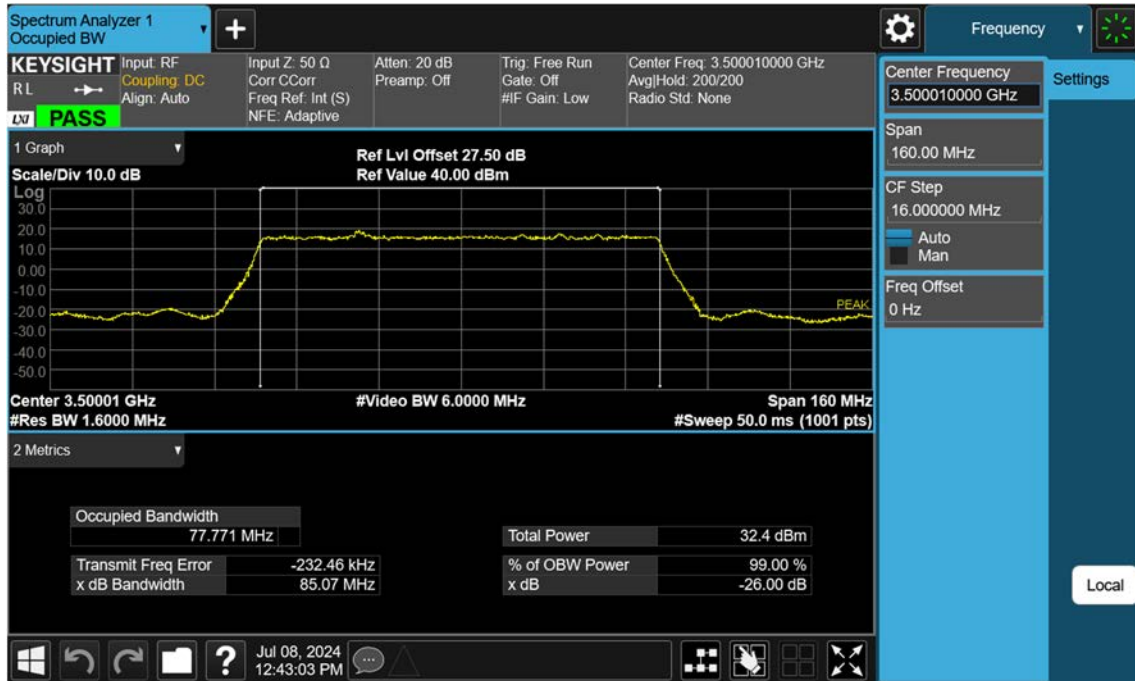 Spectrum Analyzer 1
Occupied BW
Frequency
KEYSIGHT
R L
LXI
PASS
Input: RF
Coupling: DC
Align: Auto
Input Z: 50 Ω
Corr CCorr
Freq Ref: Int (S)
NFE: Adaptive
Atten: 20 dB
Preamp: Off
Trig: Free Run
Gate: Off
#IF Gain: Low
Center Freq: 3.500010000 GHz
Avg|Hold: 200/200
Radio Std: None
Center Frequency
3.500010000 GHz
Settings
Span
160.00 MHz
CF Step
16.000000 MHz
Auto
Man
Freq Offset
0 Hz
Local
1 Graph
Ref Lvl Offset 27.50 dB
Scale/Div 10.0 dB
Ref Value 40.00 dBm
Log
30.0
20.0
10.0
0.00
-10.0
-20.0
-30.0
-40.0
-50.0
PEAK
Center 3.50001 GHz
#Video BW 6.0000 MHz
Span 160 MHz
#Res BW 1.6000 MHz
#Sweep 50.0 ms (1001 pts)
2 Metrics
Occupied Bandwidth
77.771 MHz
Total Power 32.4 dBm
Transmit Freq Error -232.46 kHz
% of OBW Power 99.00 %
x dB Bandwidth 85.07 MHz
x dB -26.00 dB
?
Jul 08, 2024
12:43:03 PM